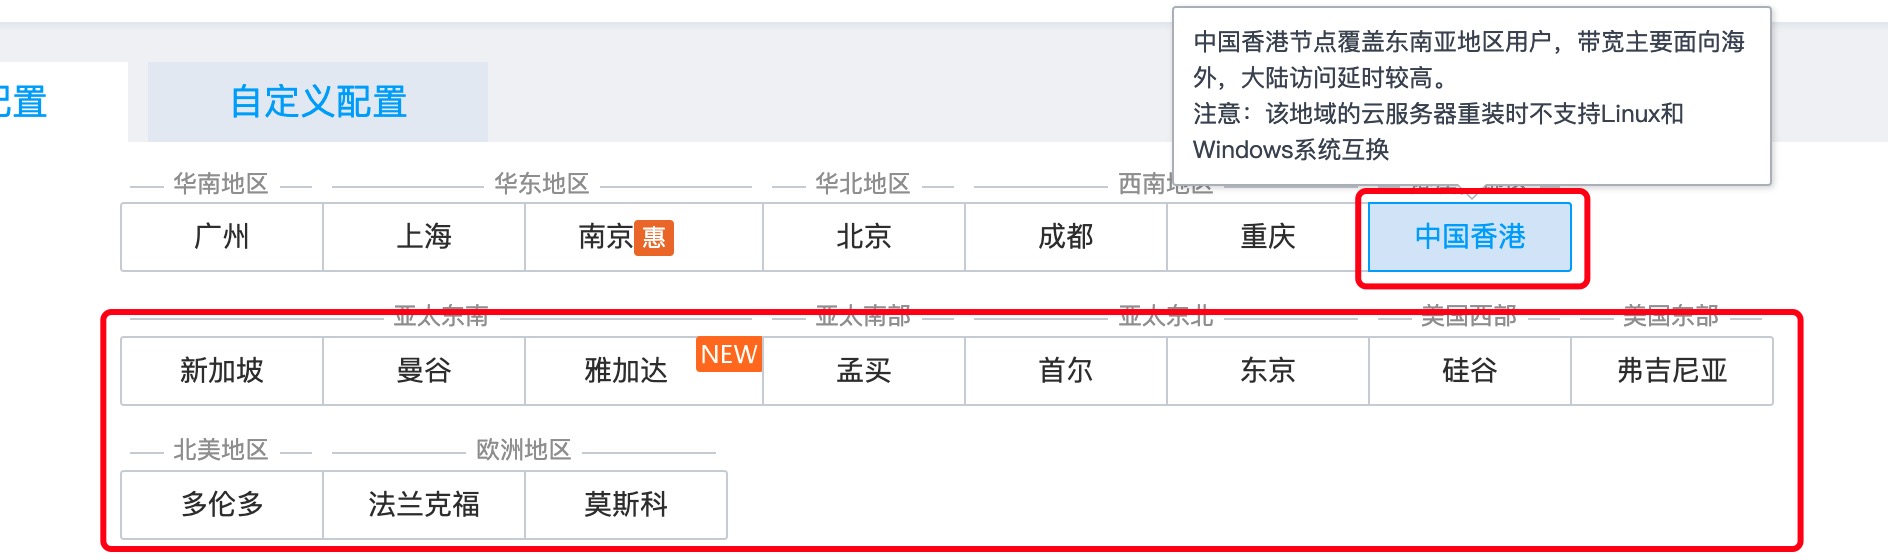 中国香港节点覆盖东南亚地区用户，带宽主要面向海
外，大陆访问延时较高。
注意：该地域的云服务器重装时不支持Linux和
Windows系统互换
配置 自定义配置
华南地区 华东地区 华北地区 西南地区
广州 上海 南京 惠 北京 成都 重庆 中国香港
亚太东南 亚太南部 亚太东北 美国西部 美国东部
新加坡 曼谷 雅加达 NEW 孟买 首尔 东京 硅谷 弗吉尼亚
北美地区 欧洲地区
多伦多 法兰克福 莫斯科